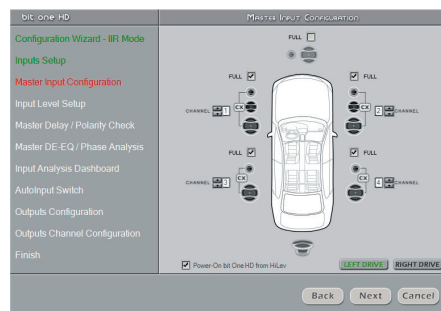 bit one HD
Master Input Configuration
Configuration Wizard - IIR Mode
Inputs Setup
Master Input Configuration
Input Level Setup
Master Delay / Polarity Check
Master DE-EQ / Phase Analysis
Input Analysis Dashboard
AutoInput Switch
Outputs Configuration
Outputs Channel Configuration
Finish
FULL
FULL
FULL
CHANNEL 1 CX
CX 2 CHANNEL
FULL
FULL
CHANNEL 3 CX
CX 4 CHANNEL
Power-On bit One HD from HiLev
LEFT DRIVE RIGHT DRIVE
Back Next Cancel